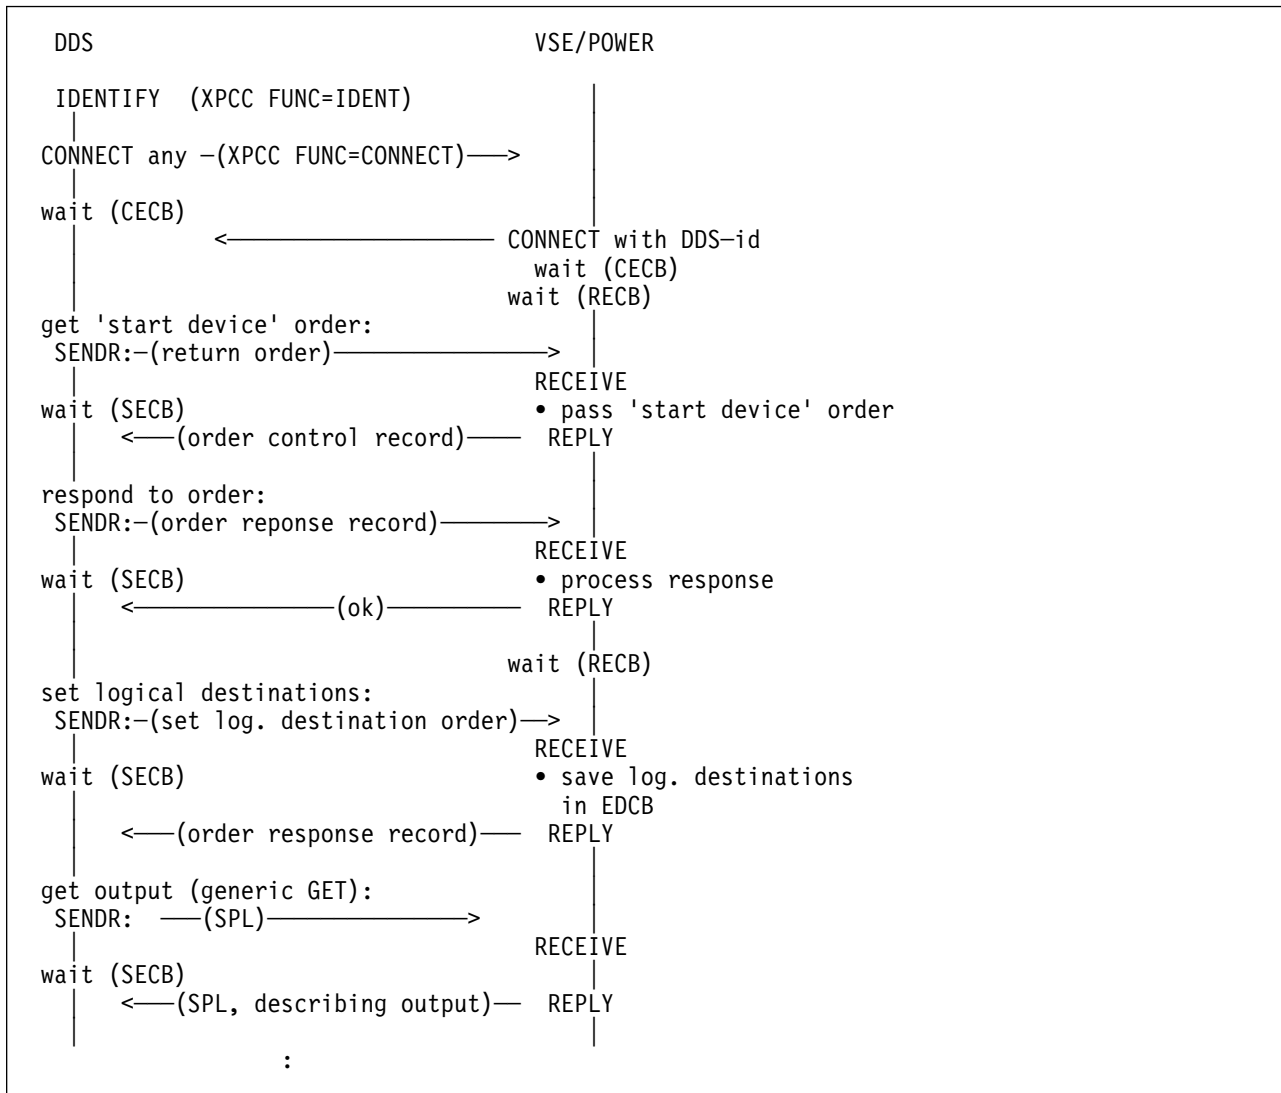 DDS VSE/POWER
IDENTIFY (XPCC FUNC=IDENT)
CONNECT any —(XPCC FUNC=CONNECT)———>
wait (CECB)
<—————————— CONNECT with DDS—id
wait (CECB)
wait (RECB)
get 'start device' order:
SENDR:—(return order)————————>
RECEIVE
wait (SECB) • pass 'start device' order
<———(order control record)———— REPLY
respond to order:
SENDR:—(order reponse record)————————>
RECEIVE
wait (SECB) • process response
<————————————(ok)—————————— REPLY
wait (RECB)
set logical destinations:
SENDR:—(set log. destination order)——>
RECEIVE
wait (SECB) • save log. destinations
in EDCB
<———(order response record)——— REPLY
get output (generic GET):
SENDR: ———(SPL)———————————————>
RECEIVE
wait (SECB)
<———(SPL, describing output)—— REPLY
: